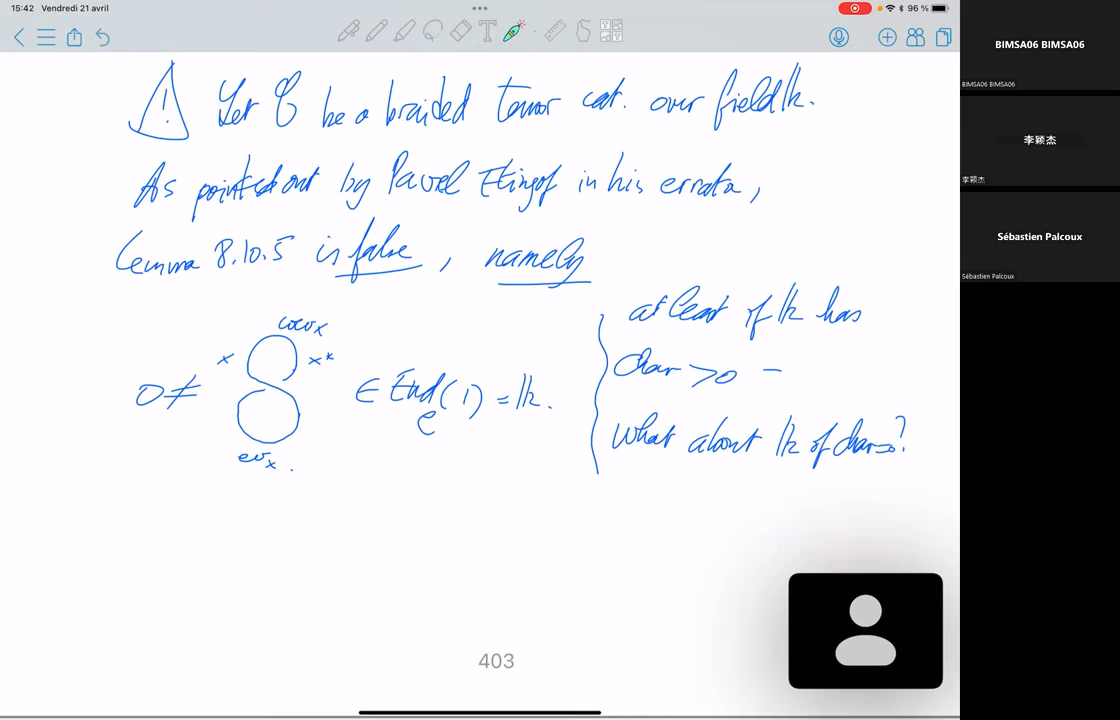 15:42 Vendredi 21 avril
96 %
! Let C be a braided tensor cat. over field k.
As pointed out by Pavel Etingof in his errata,
Lemma 8.10.5 is false, namely
0 ≠ coev_X X X* ev_X ∈ End_C(1) = k.
at least if k has
char > 0 -
What about k of char = 0?
403
BIMSA06 BIMSA06
BIMSA06 BIMSA06
李颖杰
李颖杰
Sébastien Palcoux
Sébastien Palcoux